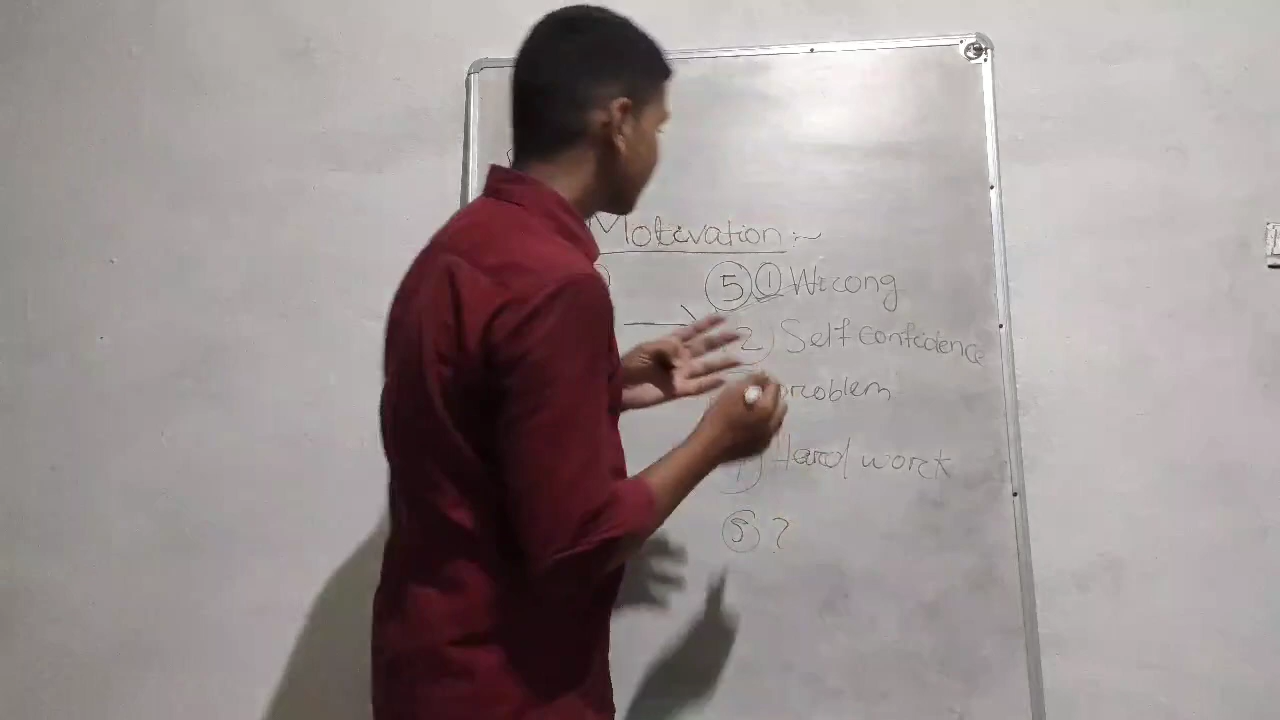 Motivation :~
⑤ ① Wrong
② Self confidence
problem
Hard work
⑤ ?